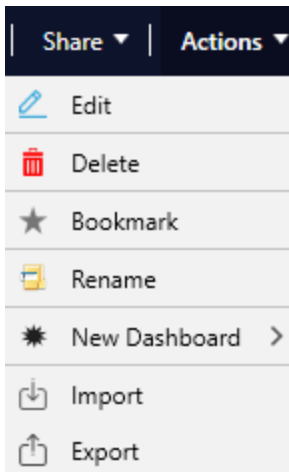 Share Actions
Edit
Delete
Bookmark
Rename
New Dashboard
Import
Export